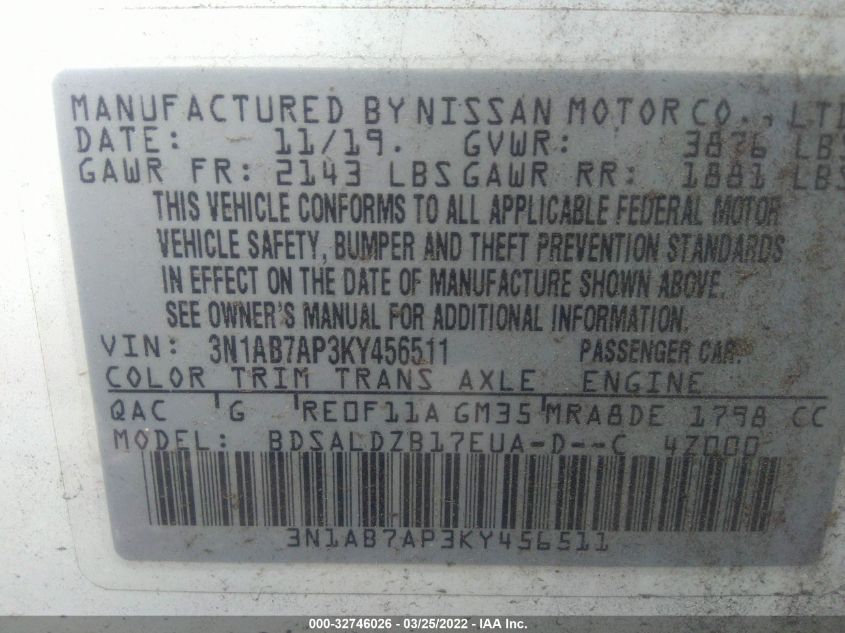 MANUFACTURED BY NISSAN MOTOR CO., LTD
DATE: 11/19. GVWR: 3876 LBS
GAWR FR: 2143 LBS GAWR RR: 1881 LBS
THIS VEHICLE CONFORMS TO ALL APPLICABLE FEDERAL MOTOR
VEHICLE SAFETY, BUMPER AND THEFT PREVENTION STANDARDS
IN EFFECT ON THE DATE OF MANUFACTURE SHOWN ABOVE.
SEE OWNER'S MANUAL FOR ADDITIONAL INFORMATION.
VIN: 3N1AB7AP3KY456511 PASSENGER CAR.
COLOR TRIM TRANS AXLE ENGINE
QAC G RE0F11A GM35 MRA8DE 1798 CC
MODEL: BDSALDZB17EUA-D--C 4Z000
3N1AB7AP3KY456511
000-32746026 - 03/25/2022 - IAAI Inc.